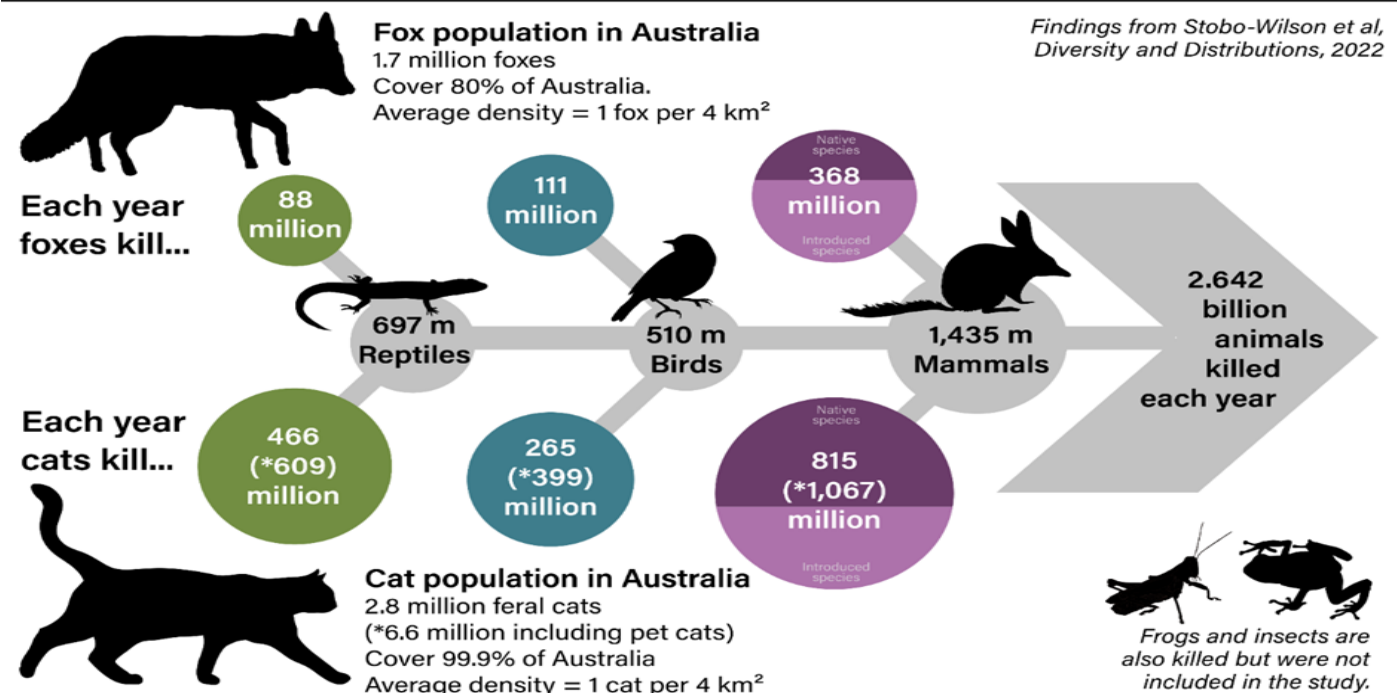 Fox population in Australia
1.7 million foxes
Cover 80% of Australia.
Average density = 1 fox per 4 km²
Findings from Stobo-Wilson et al,
Diversity and Distributions, 2022
Each year
foxes kill...
88
million
111
million
Native
species
368
million
Introduced
species
697 m
Reptiles
510 m
Birds
1,435 m
Mammals
2.642
billion
animals
killed
each year
Each year
cats kill...
466
(*609)
million
265
(*399)
million
Native
species
815
(*1,067)
million
Introduced
species
Cat population in Australia
2.8 million feral cats
(*6.6 million including pet cats)
Cover 99.9% of Australia
Average density = 1 cat per 4 km²
Frogs and insects are
also killed but were not
included in the study.